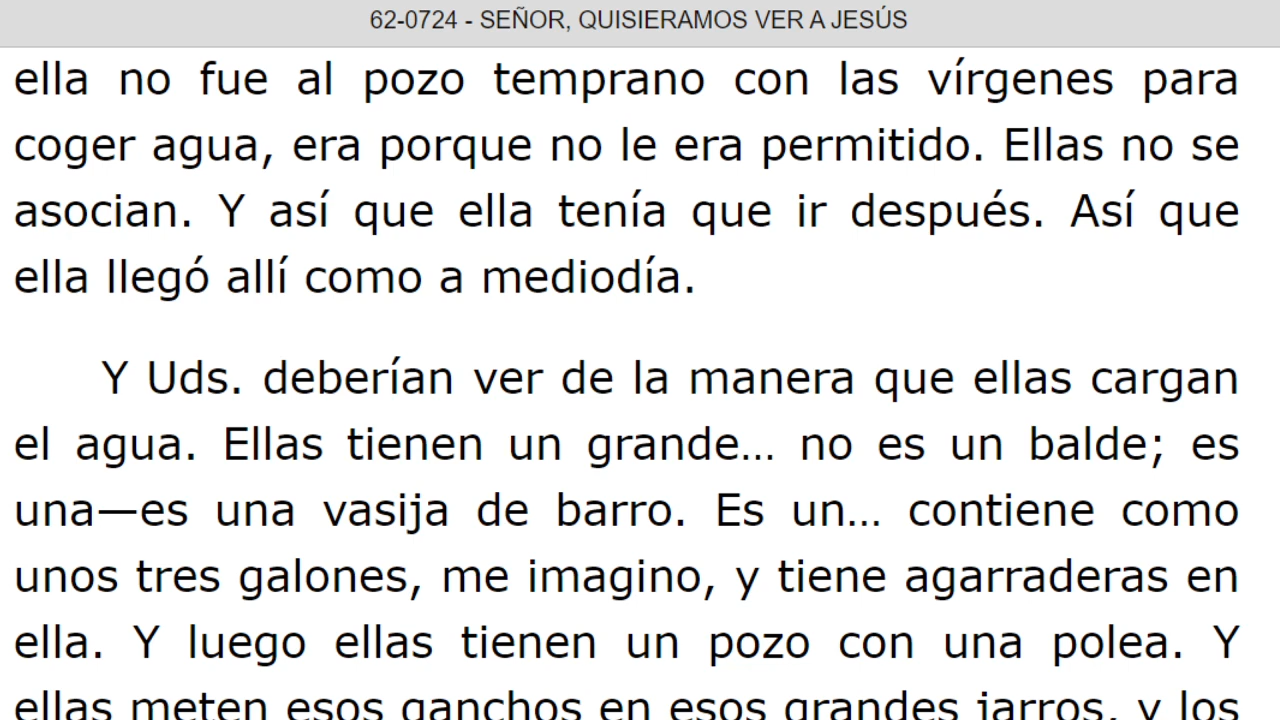 62-0724 - SEÑOR, QUISIERAMOS VER A JESÚS
ella no fue al pozo temprano con las vírgenes para
coger agua, era porque no le era permitido. Ellas no se
asocian. Y así que ella tenía que ir después. Así que
ella llegó allí como a mediodía.
Y Uds. deberían ver de la manera que ellas cargan
el agua. Ellas tienen un grande… no es un balde; es
una—es una vasija de barro. Es un… contiene como
unos tres galones, me imagino, y tiene agarraderas en
ella. Y luego ellas tienen un pozo con una polea. Y
ellas meten esos ganchos en esos grandes jarros, y los